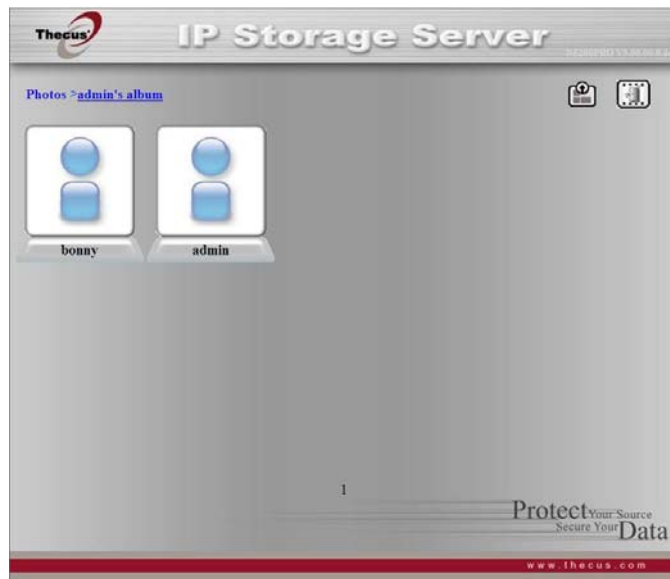 Thecus
IP Storage Server
Photos >admin's album
bonny
admin
1
Protect Your Source
Secure Your Data
www.thecus.com